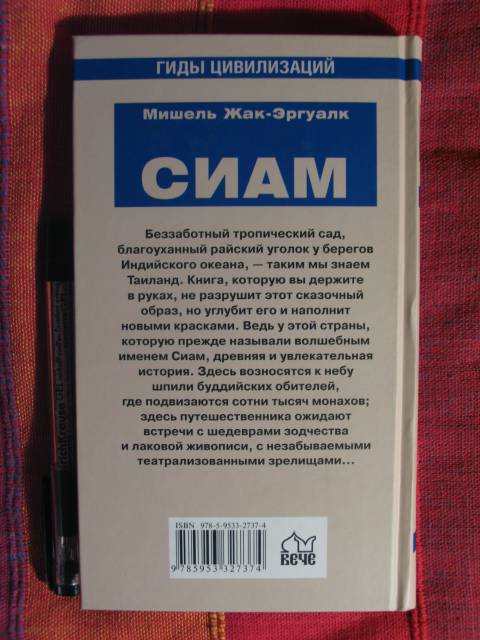 ГИДЫ ЦИВИЛИЗАЦИЙ
Мишель Жак-Эргуалк
СИАМ
Беззаботный тропический сад,
благоуханный райский уголок у берегов
Индийского океана, — таким мы знаем
Таиланд. Книга, которую вы держите
в руках, не разрушит этот сказочный
образ, но углубит его и наполнит
новыми красками. Ведь у этой страны,
которую прежде называли волшебным
именем Сиам, древняя и увлекательная
история. Здесь возносятся к небу
шпили буддийских обителей,
где подвизаются сотни тысяч монахов;
здесь путешественника ожидают
встречи с шедеврами зодчества
и лаковой живописи, с незабываемыми
театрализованными зрелищами...
ISBN 978-5-9533-2737-4
9 785953 327374
ВЕЧЕ